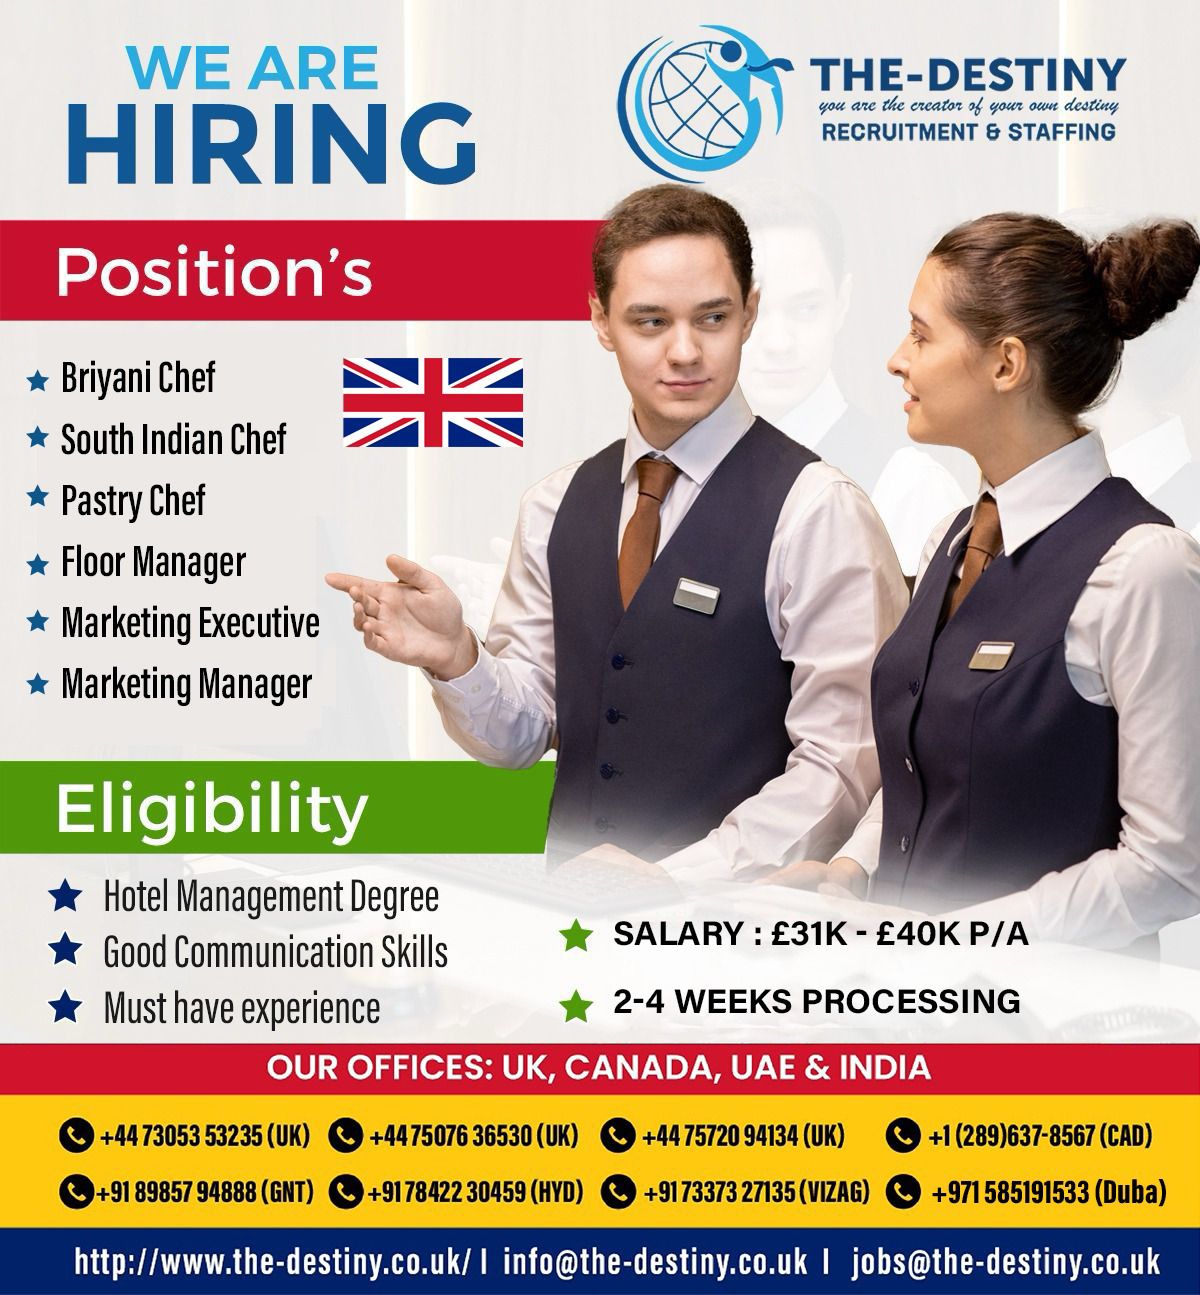 WE ARE
HIRING
THE-DESTINY
you are the creator of your own destiny
RECRUITMENT & STAFFING
Position's
Briyani Chef
South Indian Chef
Pastry Chef
Floor Manager
Marketing Executive
Marketing Manager
Eligibility
Hotel Management Degree
Good Communication Skills
Must have experience
SALARY : £31K - £40K P/A
2-4 WEEKS PROCESSING
OUR OFFICES: UK, CANADA, UAE & INDIA
+44 73053 53235 (UK) +44 75076 36530 (UK) +44 75720 94134 (UK) +1 (289)637-8567 (CAD)
+91 89857 94888 (GNT) +91 78422 30459 (HYD) +91 73373 27135 (VIZAG) +971 585191533 (Duba)
http://www.the-destiny.co.uk/ | info@the-destiny.co.uk | jobs@the-destiny.co.uk